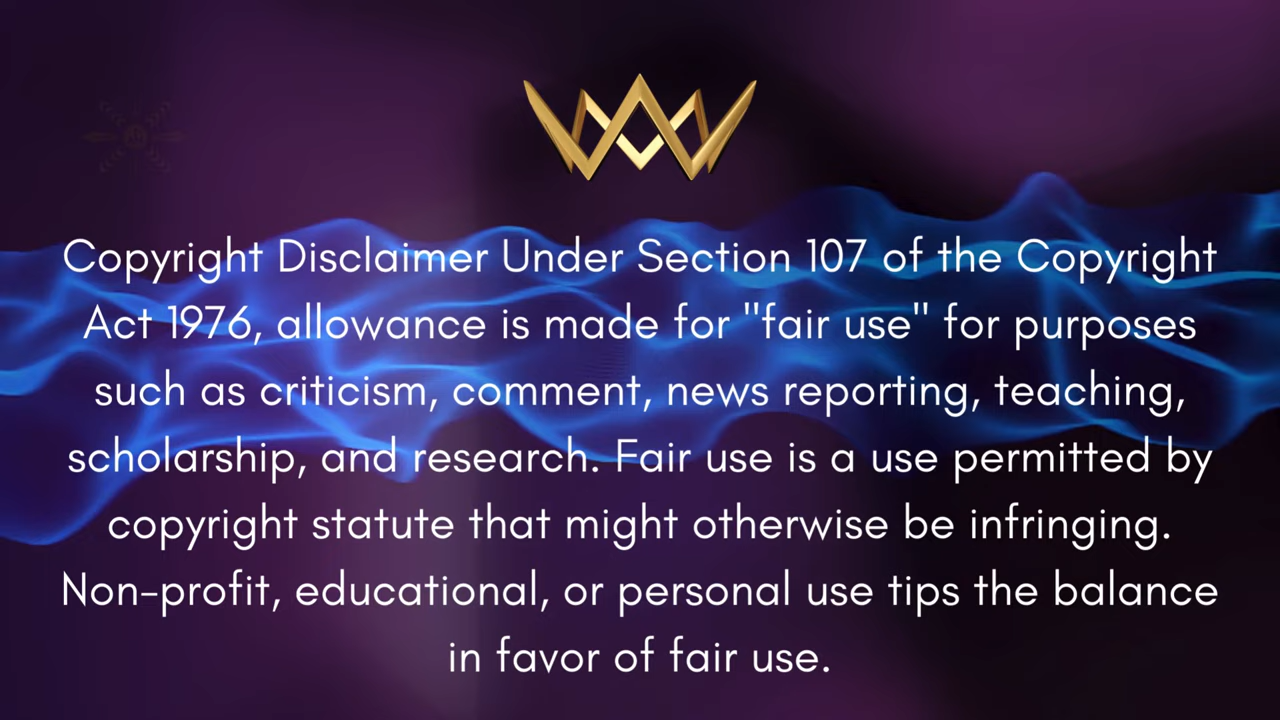 Copyright Disclaimer Under Section 107 of the Copyright
Act 1976, allowance is made for "fair use" for purposes
such as criticism, comment, news reporting, teaching,
scholarship, and research. Fair use is a use permitted by
copyright statute that might otherwise be infringing.
Non-profit, educational, or personal use tips the balance
in favor of fair use.